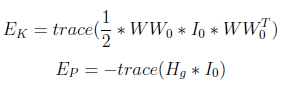 E_K = trace(\frac{1}{2} * WW_0 * I_0 * WW_0^T)
E_P = −trace(H_g * I_0)